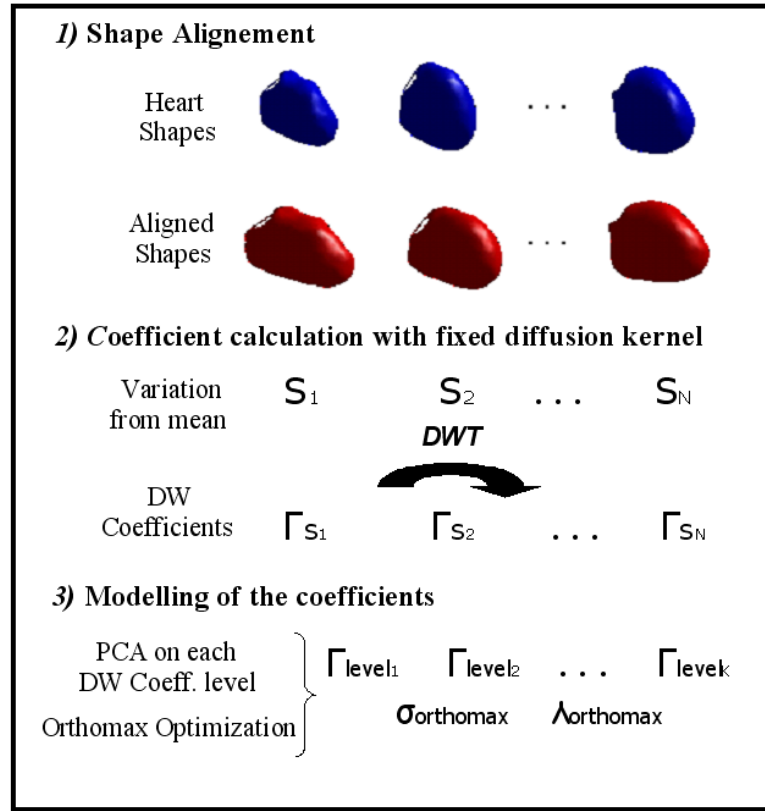 1) Shape Alignement
Heart
Shapes
. . .
Aligned
Shapes
. . .
2) Coefficient calculation with fixed diffusion kernel
Variation
from mean
S1 S2 . . . SN
DWT
DW
Coefficients
ΓS1 ΓS2 . . . ΓSN
3) Modelling of the coefficients
PCA on each
DW Coeff. level
Γlevel1 Γlevel2 . . . Γlevelk
Orthomax Optimization
σorthomax λorthomax